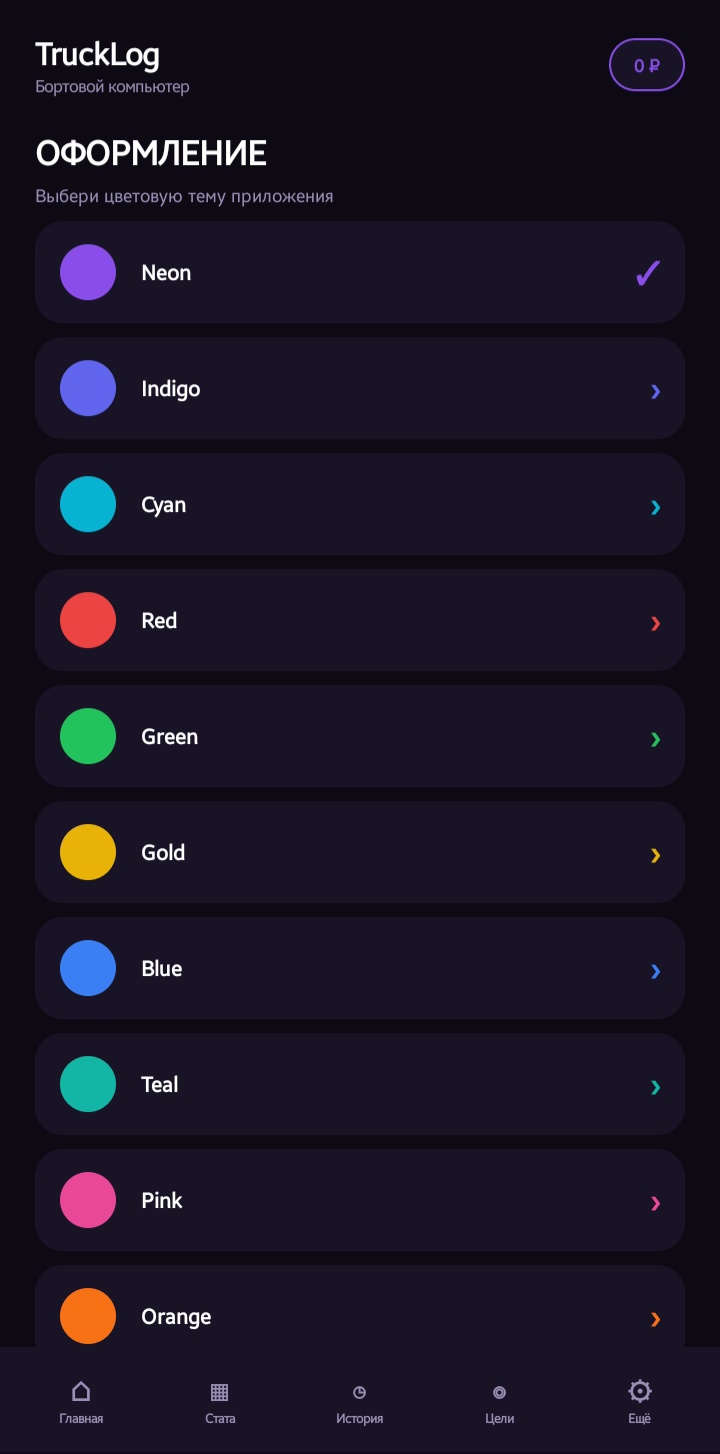 TruckLog
Бортовой компьютер
0 ₽
ОФОРМЛЕНИЕ
Выбери цветовую тему приложения
Neon ✓
Indigo ›
Cyan ›
Red ›
Green ›
Gold ›
Blue ›
Teal ›
Pink ›
Orange ›
Главная Стата История Цели Ещё